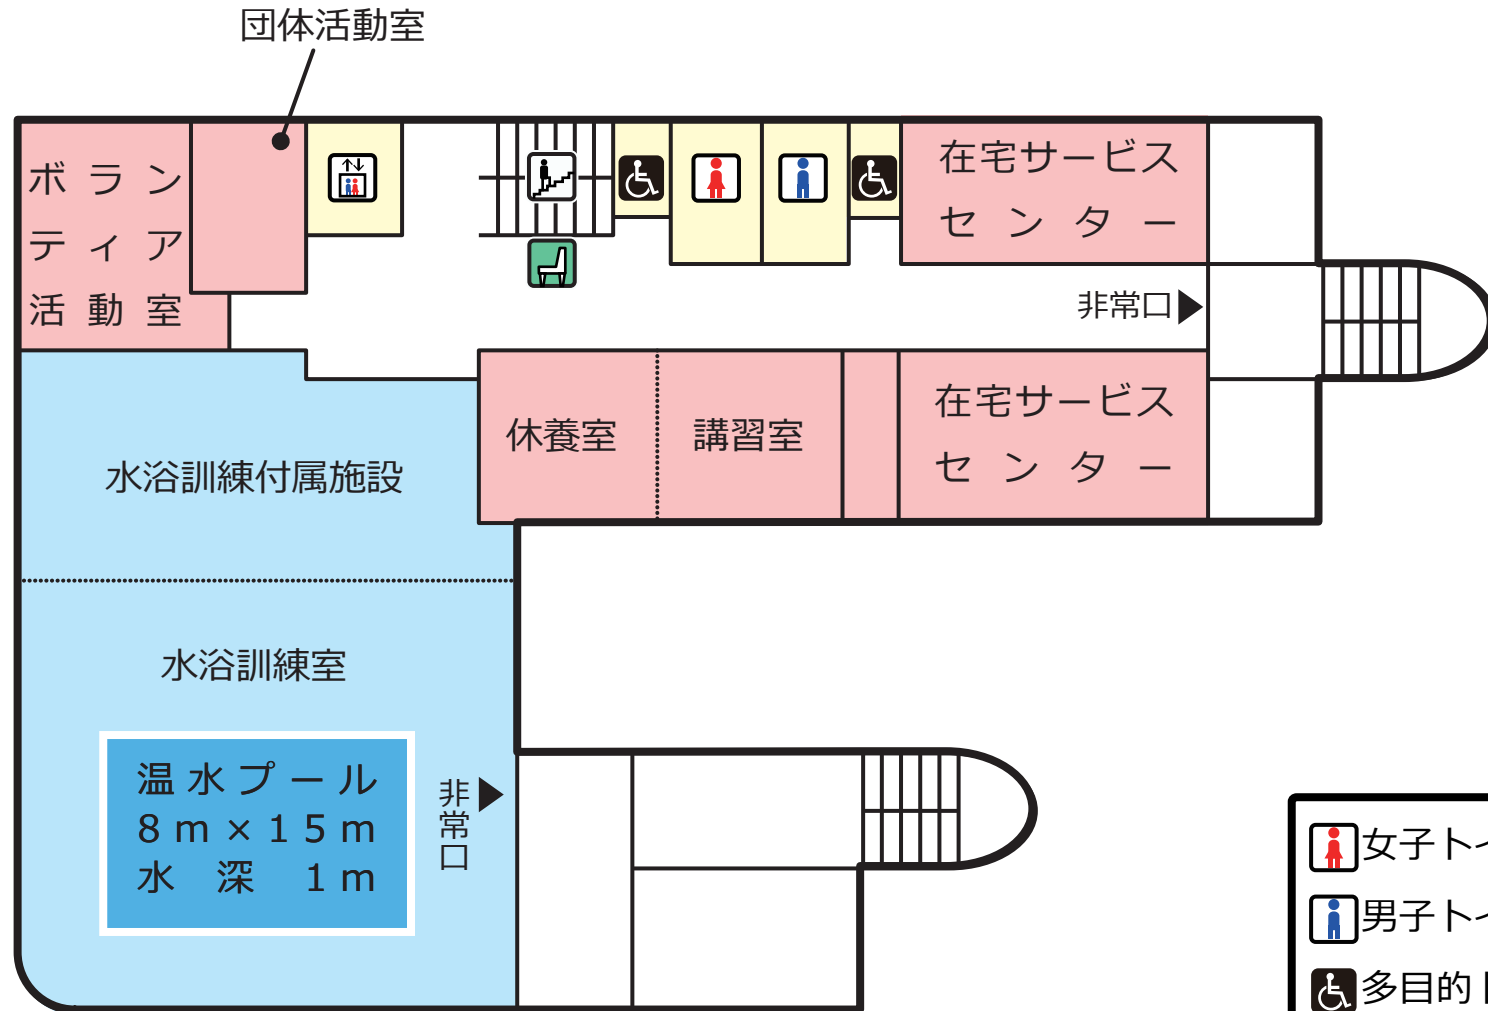 団体活動室
ボラン
ティア
活動室
在宅サービス
センター
非常口
休養室
講習室
在宅サービス
センター
水浴訓練付属施設
水浴訓練室
温水プール
8m×15m
水深 1m
非常口
女子ト
男子ト
多目的